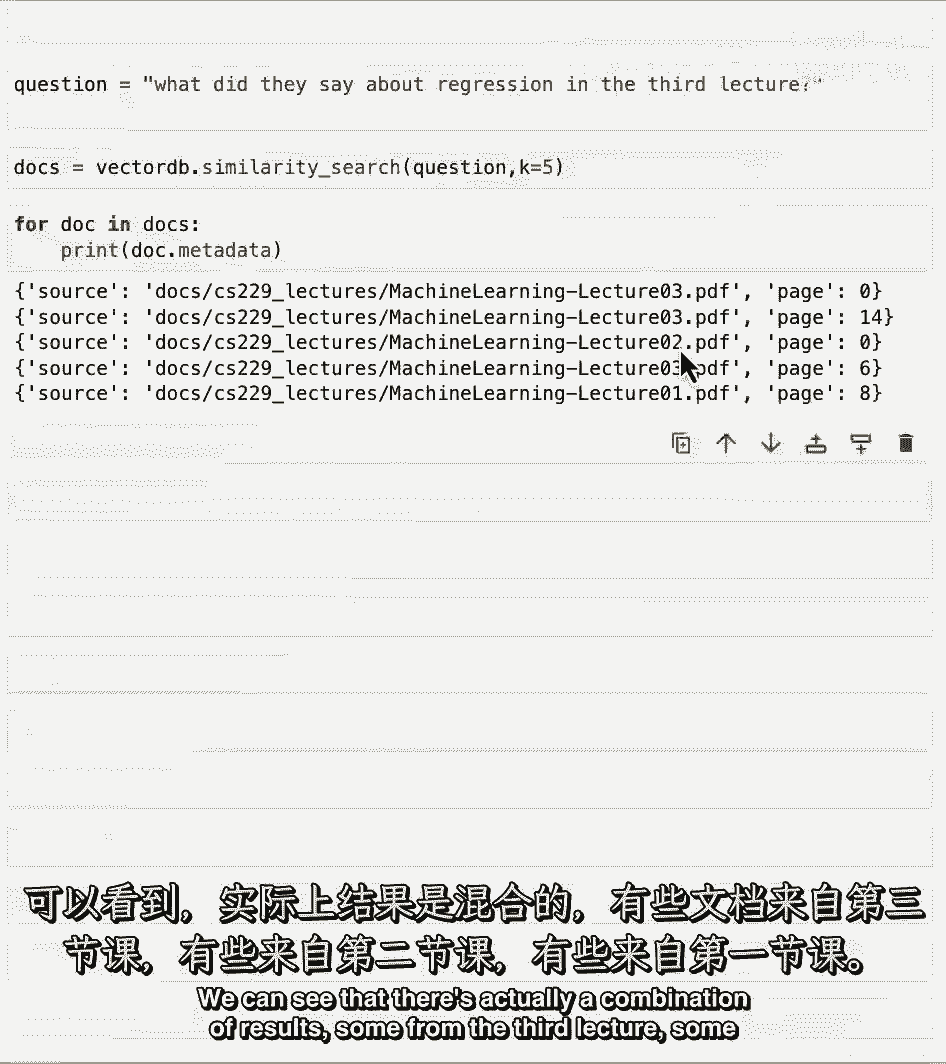 question = "what did they say about regression in the third lecture?"
docs = vectordb.similarity_search(question,k=5)
for doc in docs:
    print(doc.metadata)
{'source': 'docs/cs229_lectures/MachineLearning-Lecture03.pdf', 'page': 0}
{'source': 'docs/cs229_lectures/MachineLearning-Lecture03.pdf', 'page': 14}
{'source': 'docs/cs229_lectures/MachineLearning-Lecture02.pdf', 'page': 0}
{'source': 'docs/cs229_lectures/MachineLearning-Lecture03.pdf', 'page': 6}
{'source': 'docs/cs229_lectures/MachineLearning-Lecture01.pdf', 'page': 8}
可以看到，实际上结果是混合的，有些文档来自第三
节课，有些来自第二节课，有些来自第一节课。
We can see that there's actually a combination
of results, some from the third lecture, some